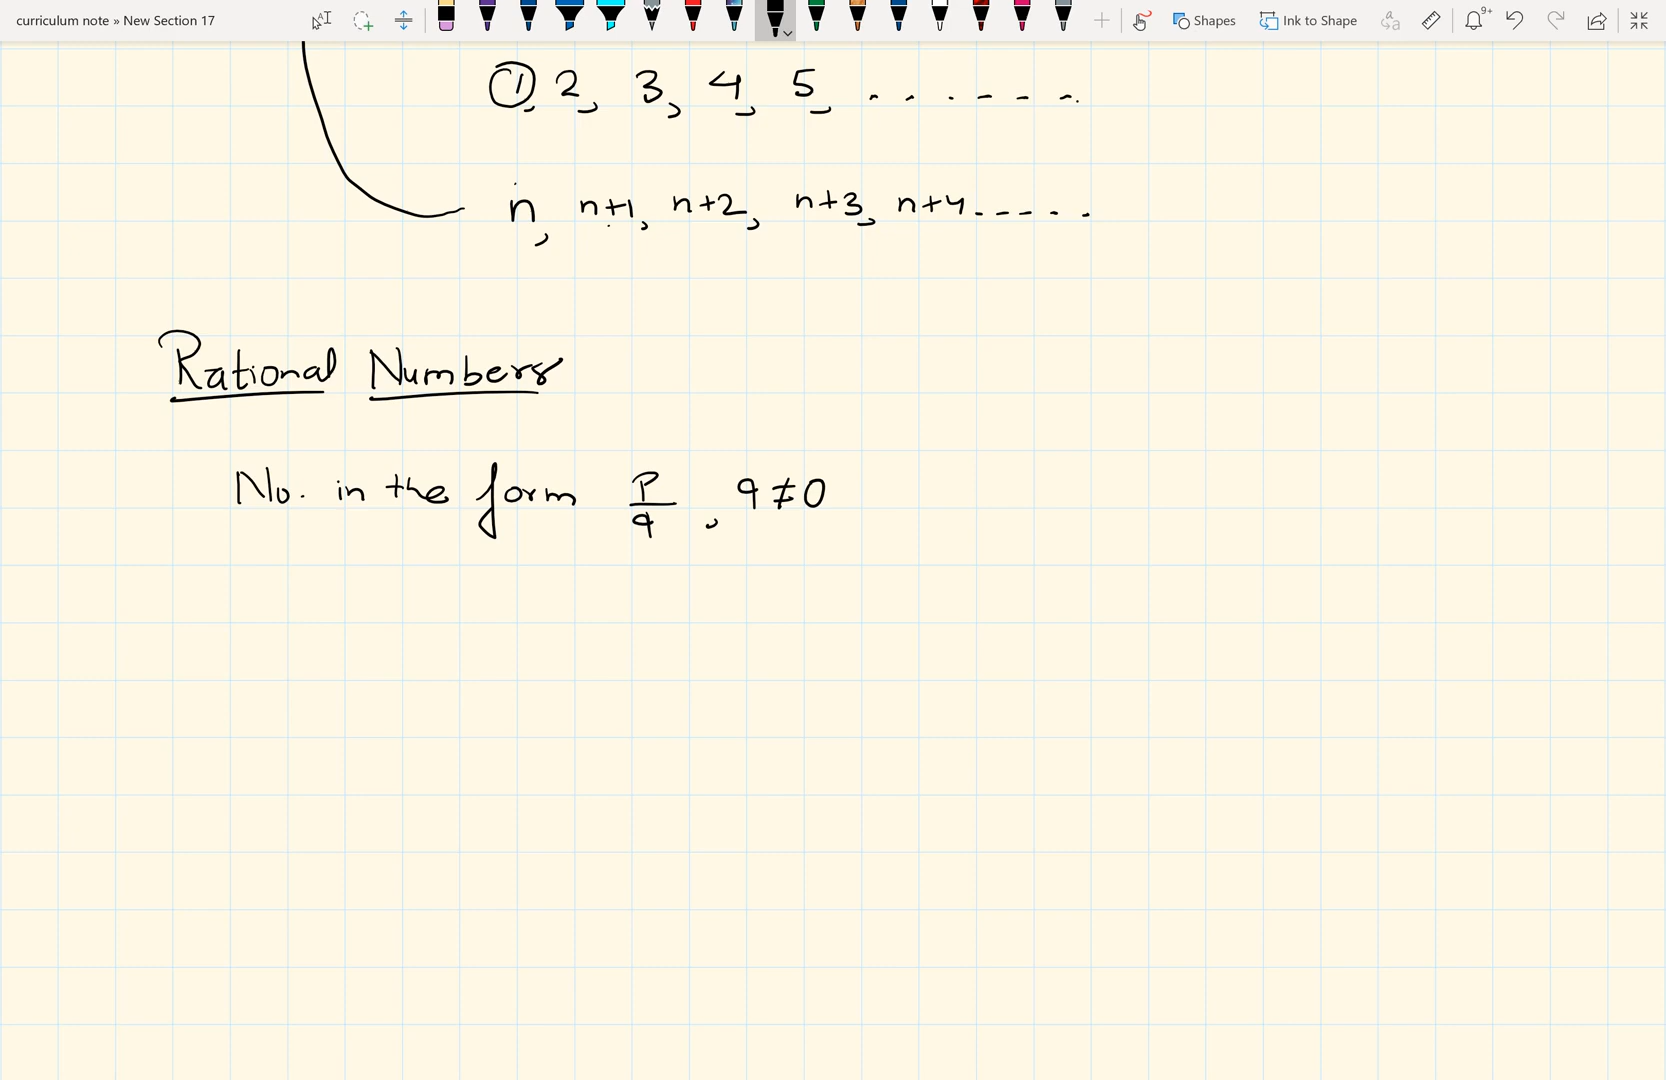 curriculum note » New Section 17
Shapes
Ink to Shape
9+
①, 2, 3, 4, 5, . . - - - -.
n, n+1, n+2, n+3, n+4 - - - - .
Rational Numbers
No. in the form p/q, q≠0